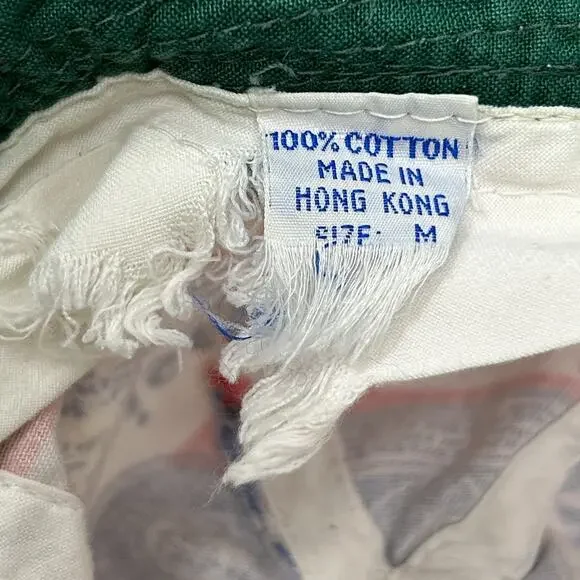 100% COTTON
MADE IN
HONG KONG
SIZE: M